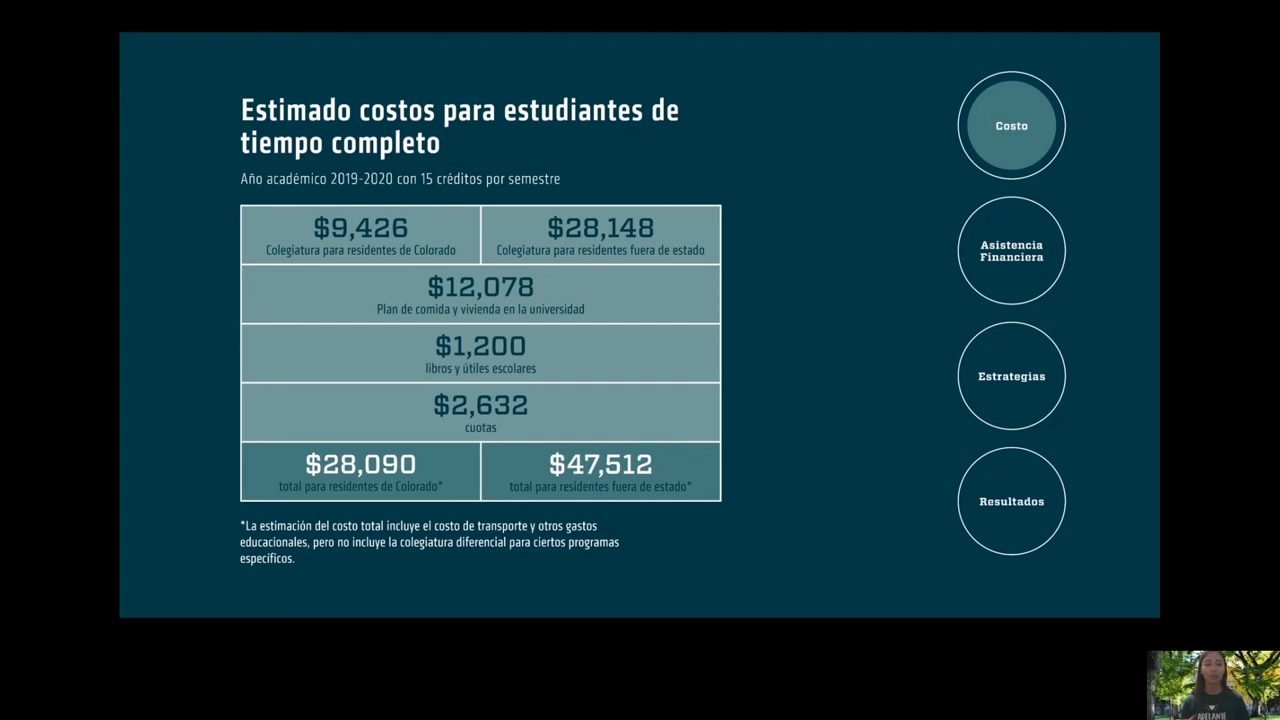 Estimado costos para estudiantes de
tiempo completo
Año académico 2019-2020 con 15 créditos por semestre
$9,426
Colegiatura para residentes de Colorado
$28,148
Colegiatura para residentes fuera de estado
$12,078
Plan de comida y vivienda en la universidad
$1,200
libros y útiles escolares
$2,632
cuotas
$28,090
total para residentes de Colorado*
$47,512
total para residentes fuera de estado*
*La estimación del costo total incluye el costo de transporte y otros gastos
educacionales, pero no incluye la colegiatura diferencial para ciertos programas
específicos.
Costo
Asistencia
Financiera
Estrategias
Resultados
ADELANTE